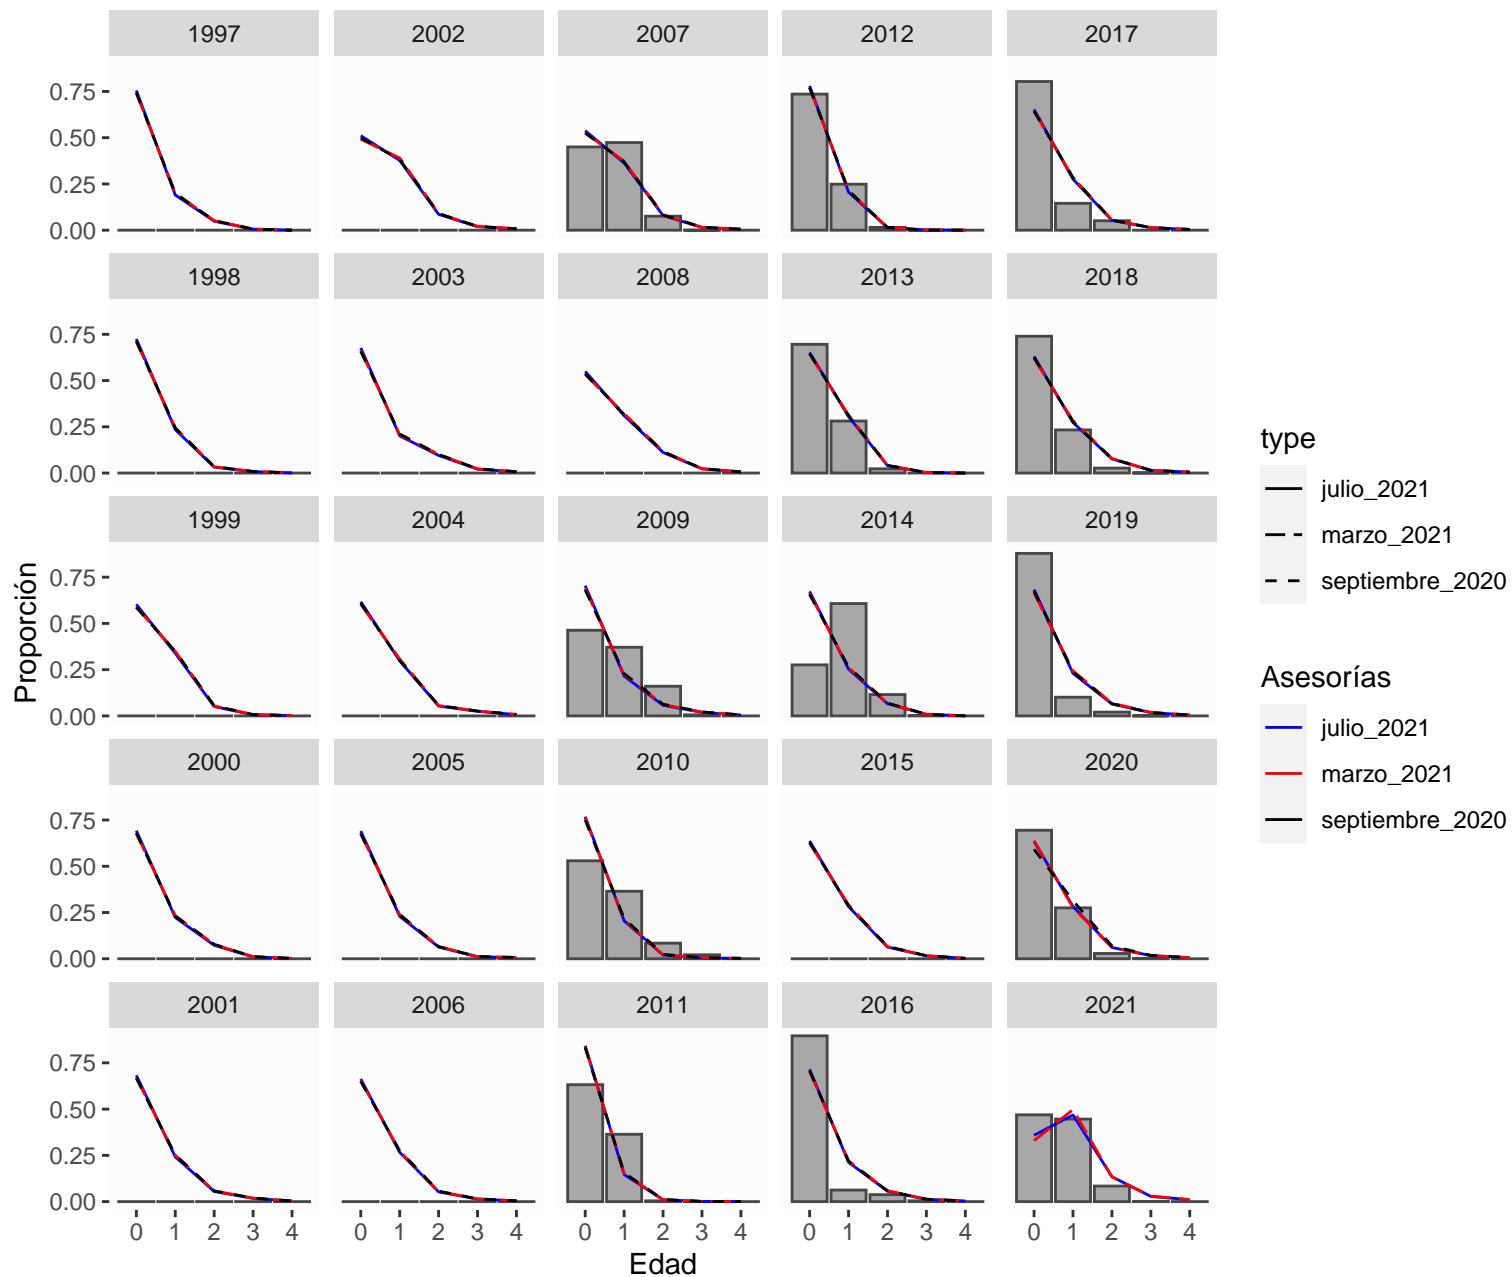 1997 2002 2007 2012 2017
0.75
0.50
0.25
0.00
1998 2003 2008 2013 2018
0.75
0.50
0.25
0.00
1999 2004 2009 2014 2019
0.75
0.50
0.25
0.00
2000 2005 2010 2015 2020
0.75
0.50
0.25
0.00
2001 2006 2011 2016 2021
0.75
0.50
0.25
0.00
0 1 2 3 4 0 1 2 3 4 0 1 2 3 4 0 1 2 3 4 0 1 2 3 4
Edad
Proporción
type
julio_2021
marzo_2021
septiembre_2020
Asesorías
julio_2021
marzo_2021
septiembre_2020